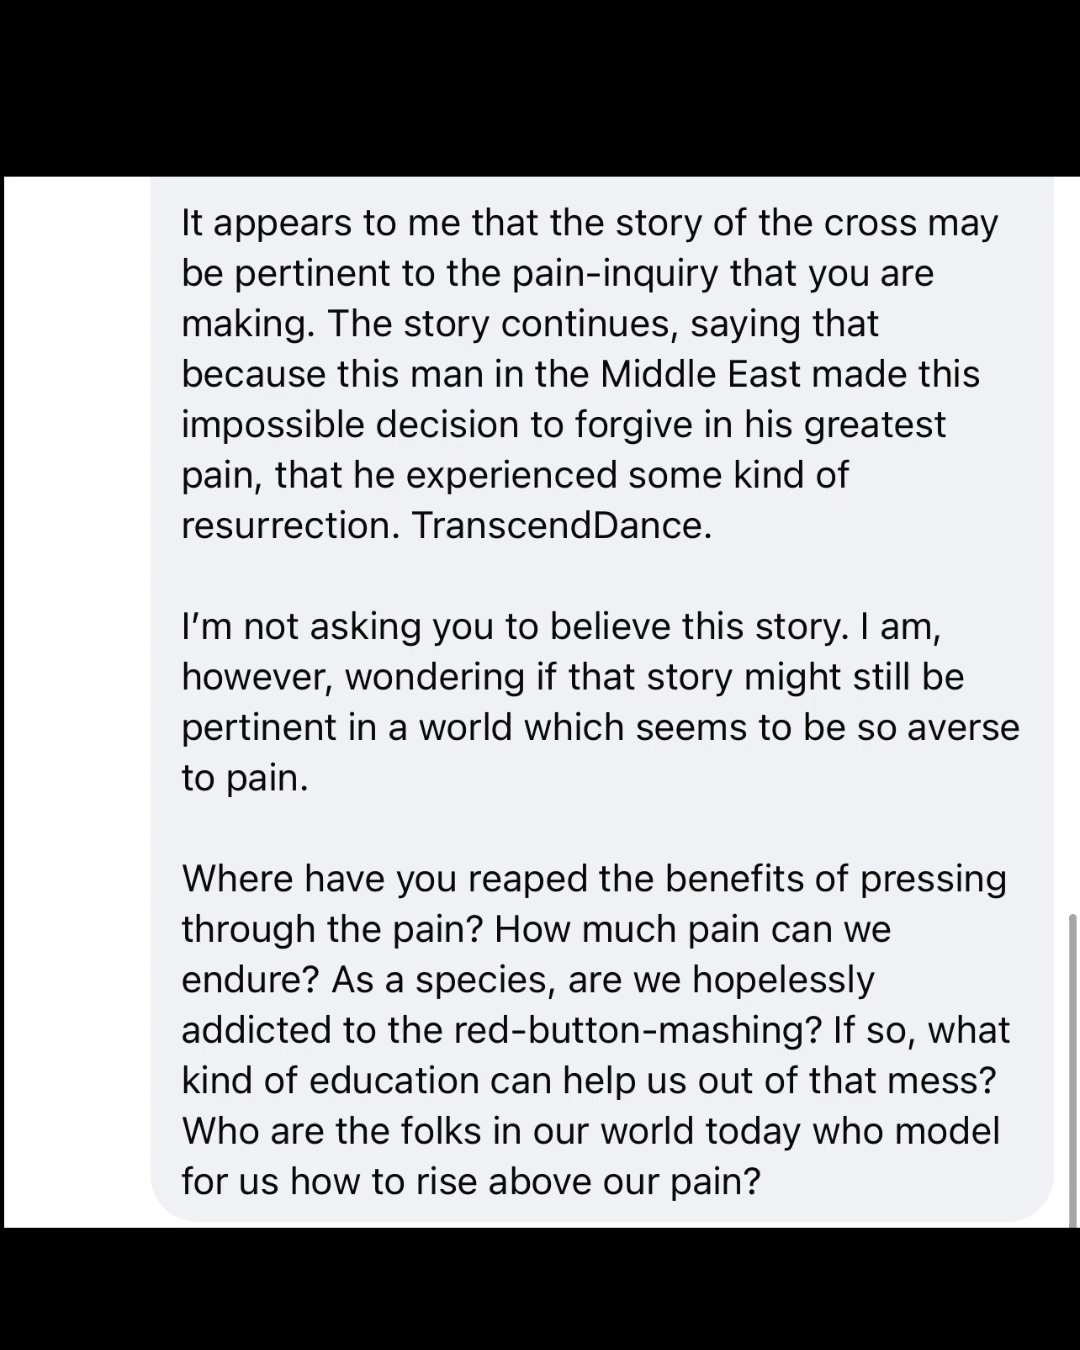 It appears to me that the story of the cross may
be pertinent to the pain-inquiry that you are
making. The story continues, saying that
because this man in the Middle East made this
impossible decision to forgive in his greatest
pain, that he experienced some kind of
resurrection. TranscendDance.
I’m not asking you to believe this story. I am,
however, wondering if that story might still be
pertinent in a world which seems to be so averse
to pain.
Where have you reaped the benefits of pressing
through the pain? How much pain can we
endure? As a species, are we hopelessly
addicted to the red-button-mashing? If so, what
kind of education can help us out of that mess?
Who are the folks in our world today who model
for us how to rise above our pain?